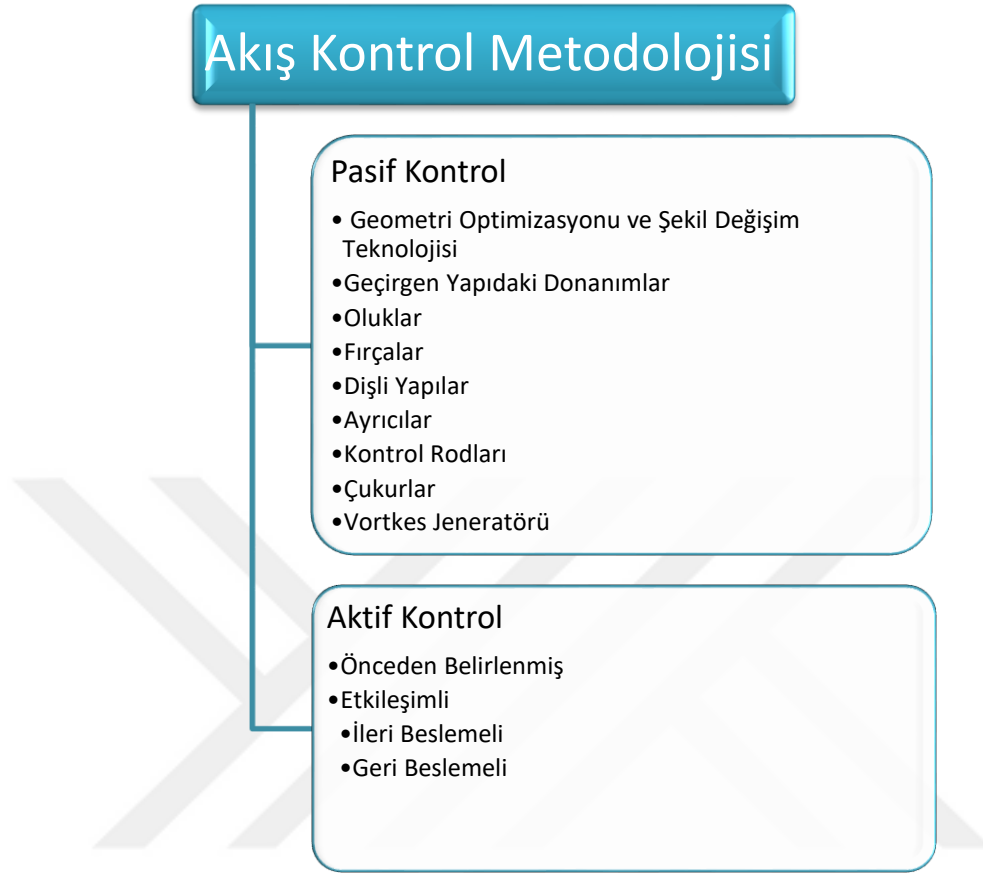 Akış Kontrol Metodolojisi
Pasif Kontrol
• Geometri Optimizasyonu ve Şekil Değişim
Teknolojisi
•Geçirgen Yapıdaki Donanımlar
•Oluklar
•Fırçalar
•Dişli Yapılar
•Ayrıcılar
•Kontrol Rodları
•Çukurlar
•Vortkes Jeneratörü
Aktif Kontrol
•Önceden Belirlenmiş
•Etkileşimli
•İleri Beslemeli
•Geri Beslemeli